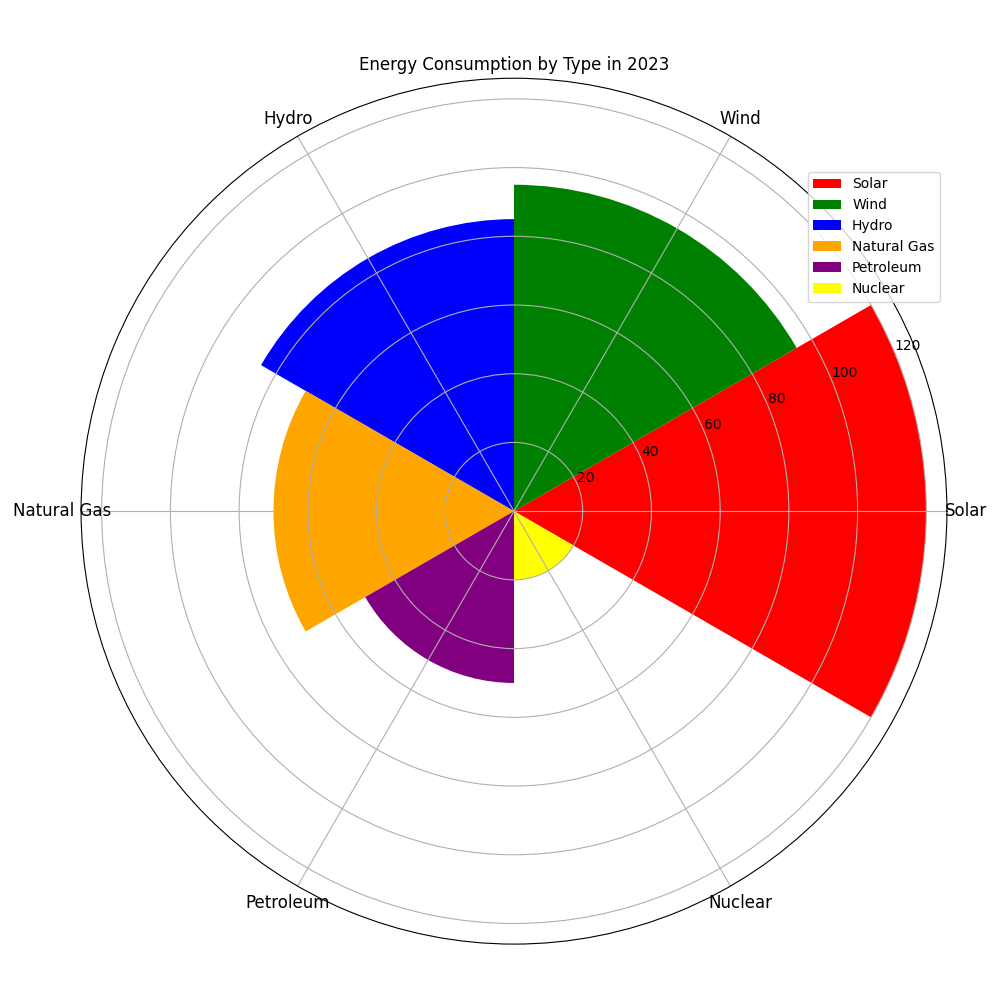 Energy Consumption by Type in 2023
Hydro
Wind
Solar
Wind
Hydro
Natural Gas
Petroleum
Nuclear
120
100
80
60
40
20
Natural Gas
Solar
Petroleum
Nuclear